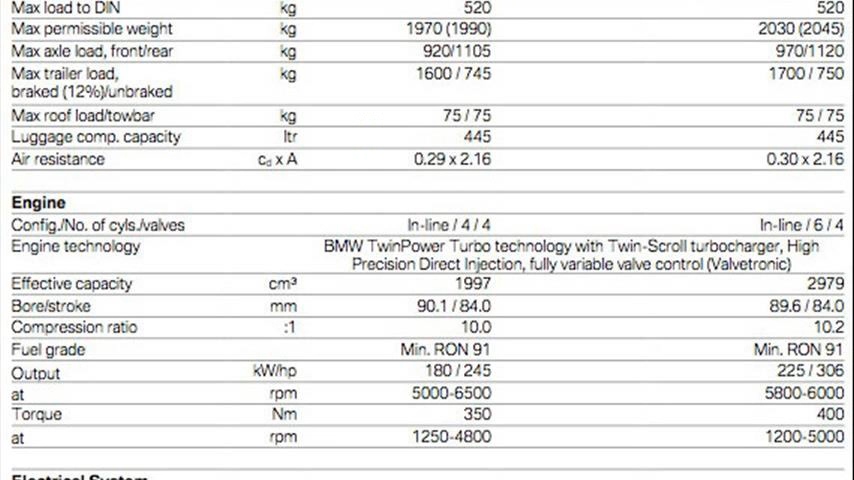 Max load to DIN kg 520 520
Max permissible weight kg 1970 (1990) 2030 (2045)
Max axle load, front/rear kg 920/1105 970/1120
Max trailer load, kg 1600 / 745 1700 / 750
braked (12%)/unbraked
Max roof load/towbar kg 75 / 75 75 / 75
Luggage comp. capacity ltr 445 445
Air resistance cd x A 0.29 x 2.16 0.30 x 2.16
Engine
Config./No. of cyls./valves In-line / 4 / 4 In-line / 6 / 4
Engine technology BMW TwinPower Turbo technology with Twin-Scroll turbocharger, High
Precision Direct Injection, fully variable valve control (Valvetronic)
Effective capacity cm³ 1997 2979
Bore/stroke mm 90.1 / 84.0 89.6 / 84.0
Compression ratio :1 10.0 10.2
Fuel grade Min. RON 91 Min. RON 91
Output kW/hp 180 / 245 225 / 306
at rpm 5000-6500 5800-6000
Torque Nm 350 400
at rpm 1250-4800 1200-5000
Electrical System